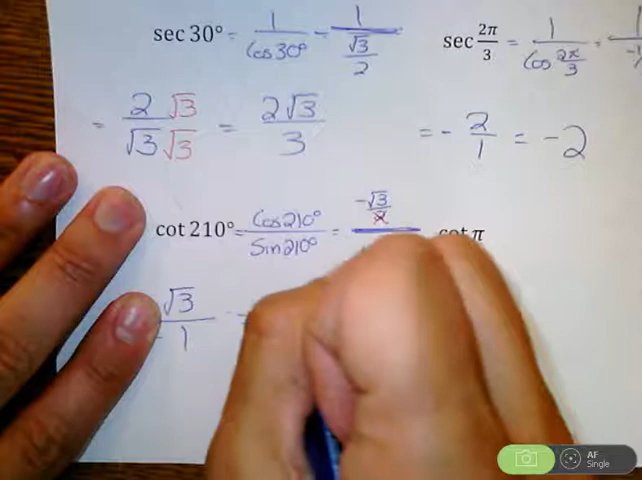 sec 30° = 1/cos 30° = 1/(√3/2)
sec 2π/3 = 1/cos 2π/3 =
= 2√3/√3√3 = 2√3/3
= - 2/1 = -2
cot 210° = cos 210°/sin 210° = -√3/2
cot π
√3/1
AF
Single